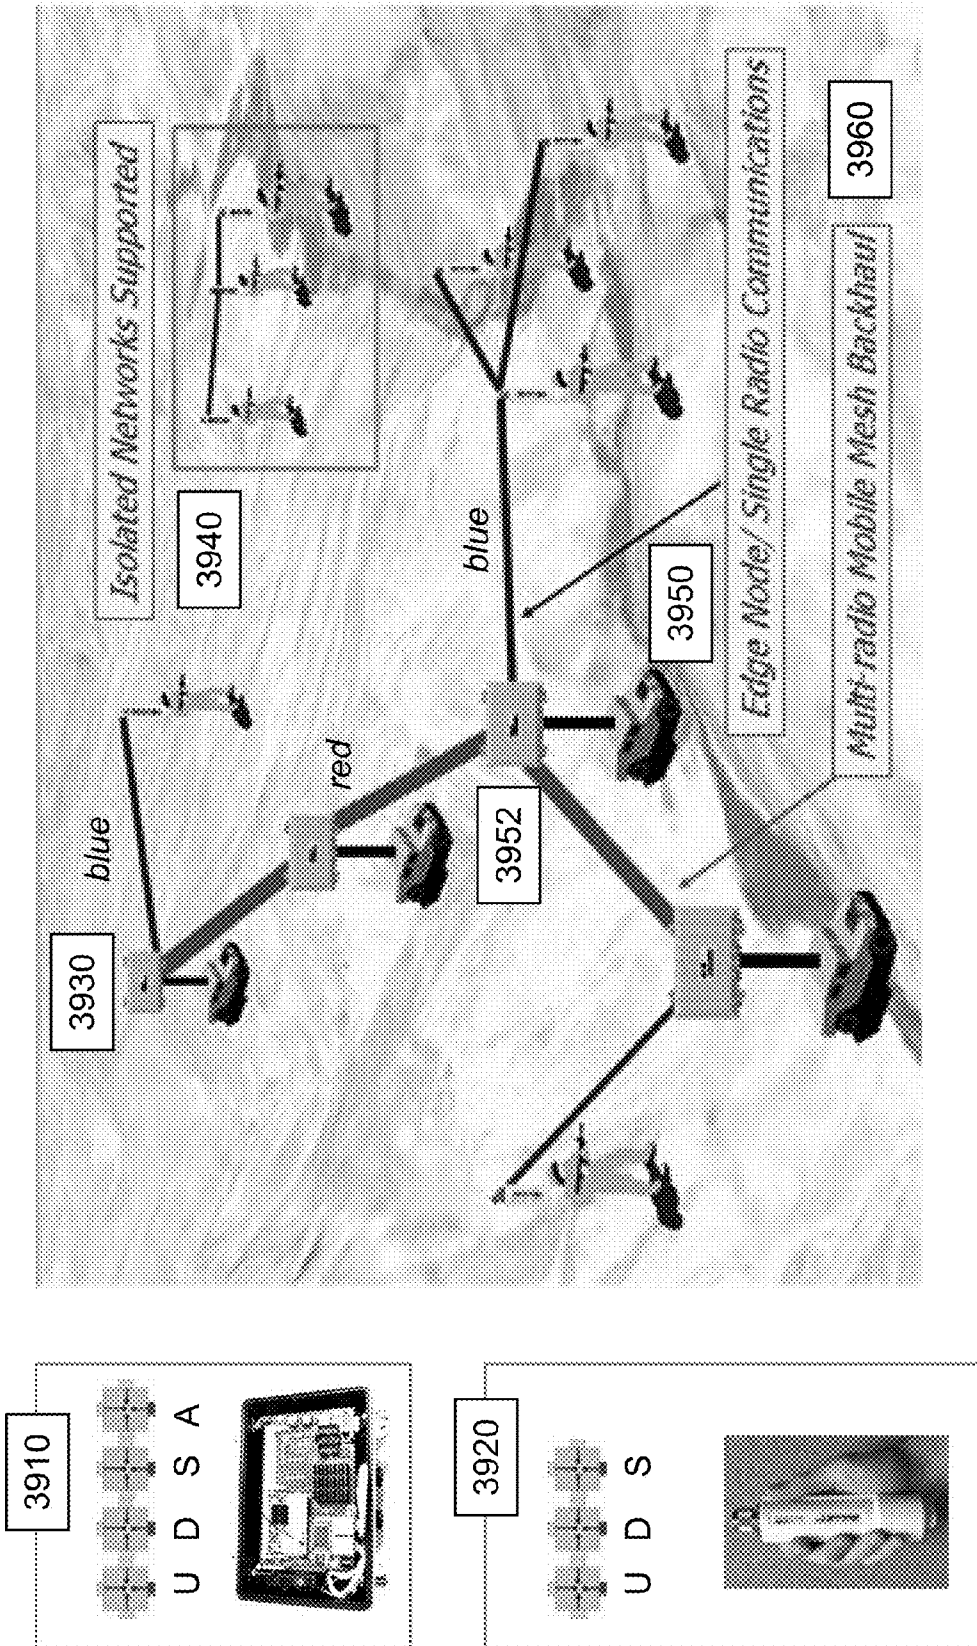 3910
U D S A
3920
U D S
3930
blue
red
Isolated Networks Supported
3940
3952
blue
3950
Edge Node/ Single Radio Communications
3960
Multi-radio Mobile Mesh Backhaul